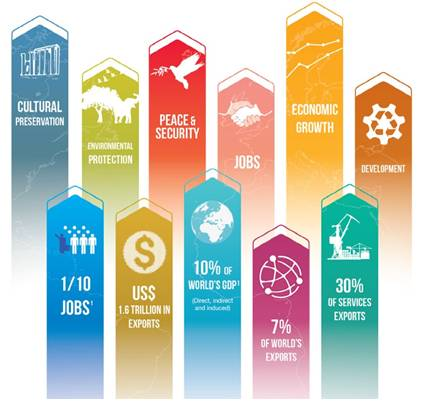 CULTURAL
PRESERVATION
ENVIRONMENTAL
PROTECTION
PEACE &
SECURITY
JOBS
ECONOMIC
GROWTH
DEVELOPMENT
1/10
JOBS¹
$
US$
1.6 TRILLION IN
EXPORTS
10% OF
WORLD'S GDP¹
(Direct, indirect
and induced)
7%
OF WORLD'S
EXPORTS
30%
OF SERVICES
EXPORTS